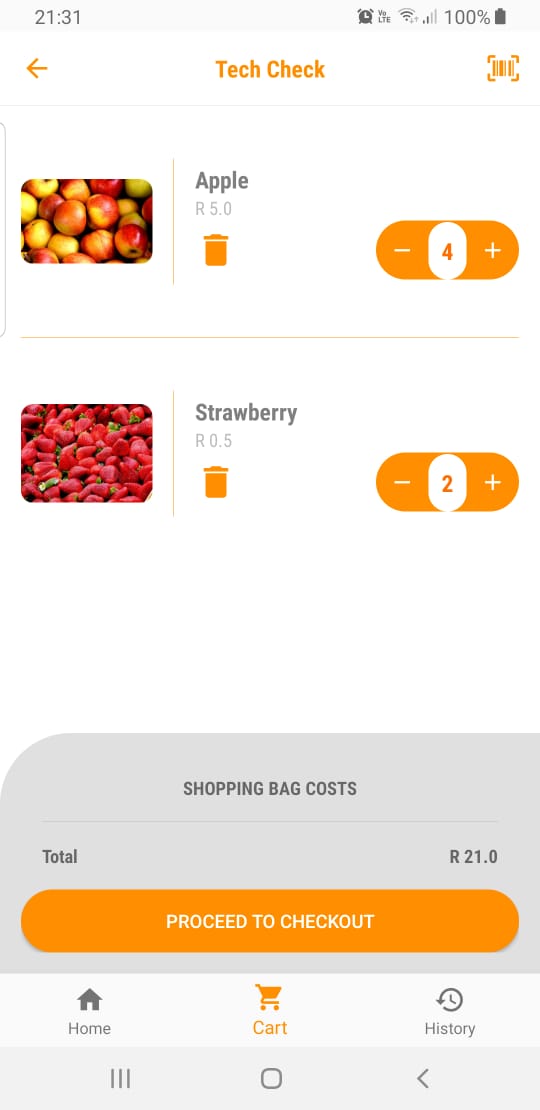 21:31
Vo LTE
100%
Tech Check
Apple
R 5.0
4
Strawberry
R 0.5
2
SHOPPING BAG COSTS
Total R 21.0
PROCEED TO CHECKOUT
Home Cart History